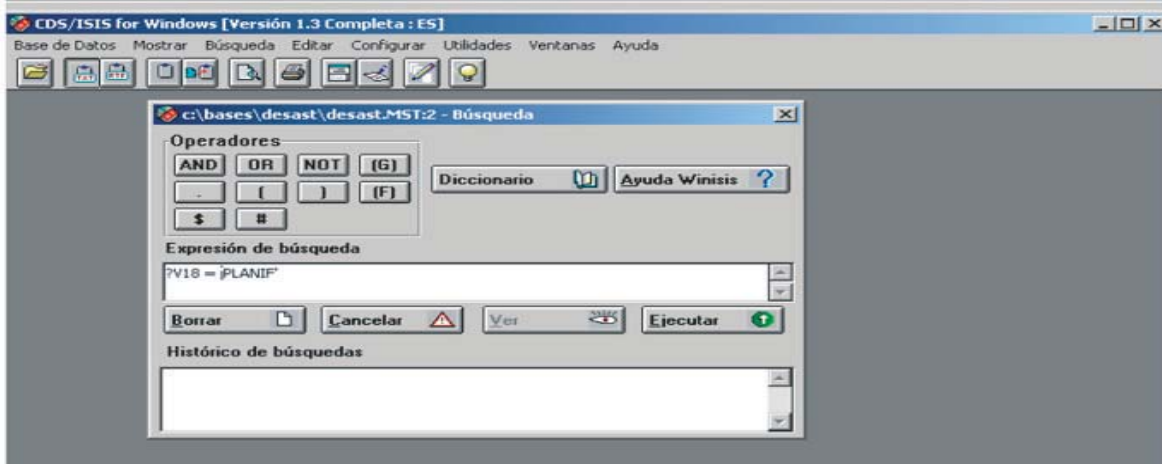 CDS/ISIS for Windows [Versión 1.3 Completa : ES]
Base de Datos Mostrar Búsqueda Editar Configurar Utilidades Ventanas Ayuda
TXT RTF
c:\bases\desast\desast.MST:2 - Búsqueda
Operadores
AND OR NOT (G)
. ( ) (F)
$ #
Diccionario Ayuda Winisis ?
Expresión de búsqueda
?V18 = 'PLANIF'
Borrar Cancelar Ver Ejecutar
Histórico de búsquedas